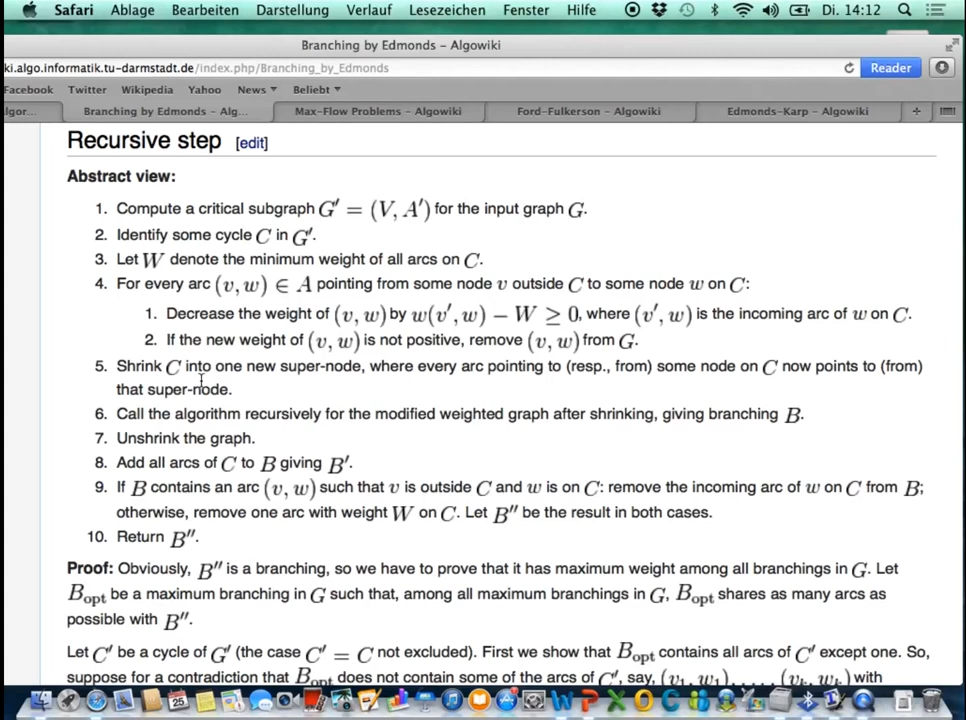 Safari Ablage Bearbeiten Darstellung Verlauf Lesezeichen Fenster Hilfe Di. 14:12
Branching by Edmonds - Algowiki
ki.algo.informatik.tu-darmstadt.de/index.php/Branching_by_Edmonds Reader
Facebook Twitter Wikipedia Yahoo News ▾ Beliebt ▾
lgor... Branching by Edmonds - Alg... Max-Flow Problems - Algowiki Ford-Fulkerson - Algowiki Edmonds-Karp - Algowiki +
Recursive step [edit]
Abstract view:
1. Compute a critical subgraph G′ = (V, A′) for the input graph G.
2. Identify some cycle C in G′.
3. Let W denote the minimum weight of all arcs on C.
4. For every arc (v, w) ∈ A pointing from some node v outside C to some node w on C:
1. Decrease the weight of (v, w) by w(v′, w) − W ≥ 0, where (v′, w) is the incoming arc of w on C.
2. If the new weight of (v, w) is not positive, remove (v, w) from G.
5. Shrink C into one new super-node, where every arc pointing to (resp., from) some node on C now points to (from)
that super-node.
6. Call the algorithm recursively for the modified weighted graph after shrinking, giving branching B.
7. Unshrink the graph.
8. Add all arcs of C to B giving B′.
9. If B contains an arc (v, w) such that v is outside C and w is on C: remove the incoming arc of w on C from B;
otherwise, remove one arc with weight W on C. Let B″ be the result in both cases.
10. Return B″.
Proof: Obviously, B″ is a branching, so we have to prove that it has maximum weight among all branchings in G. Let
Bopt be a maximum branching in G such that, among all maximum branchings in G, Bopt shares as many arcs as
possible with B″.
Let C′ be a cycle of G′ (the case C′ = C not excluded). First we show that Bopt contains all arcs of C′ except one. So,
suppose for a contradiction that Bopt does not contain some of the arcs of C′, say, (v1, w1), . . . , (vk, wk) with